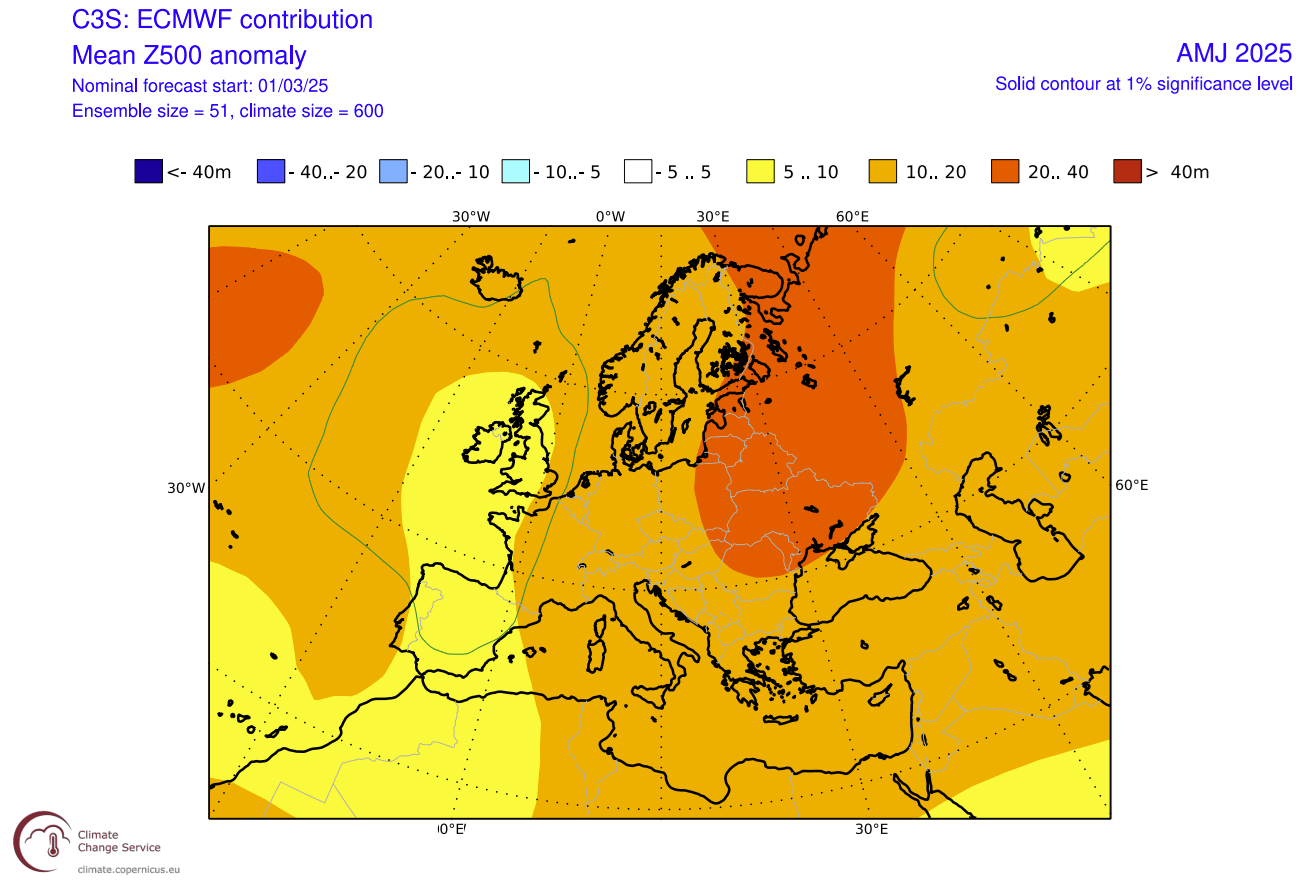 C3S: ECMWF contribution
Mean Z500 anomaly
AMJ 2025
Nominal forecast start: 01/03/25
Solid contour at 1% significance level
Ensemble size = 51, climate size = 600
<- 40m
- 40..- 20
- 20..- 10
- 10..- 5
- 5 .. 5
5 .. 10
10.. 20
20.. 40
> 40m
30°W
0°W
30°E
60°E
30°W
60°E
30°E
Climate
Change Service
climate.copernicus.eu